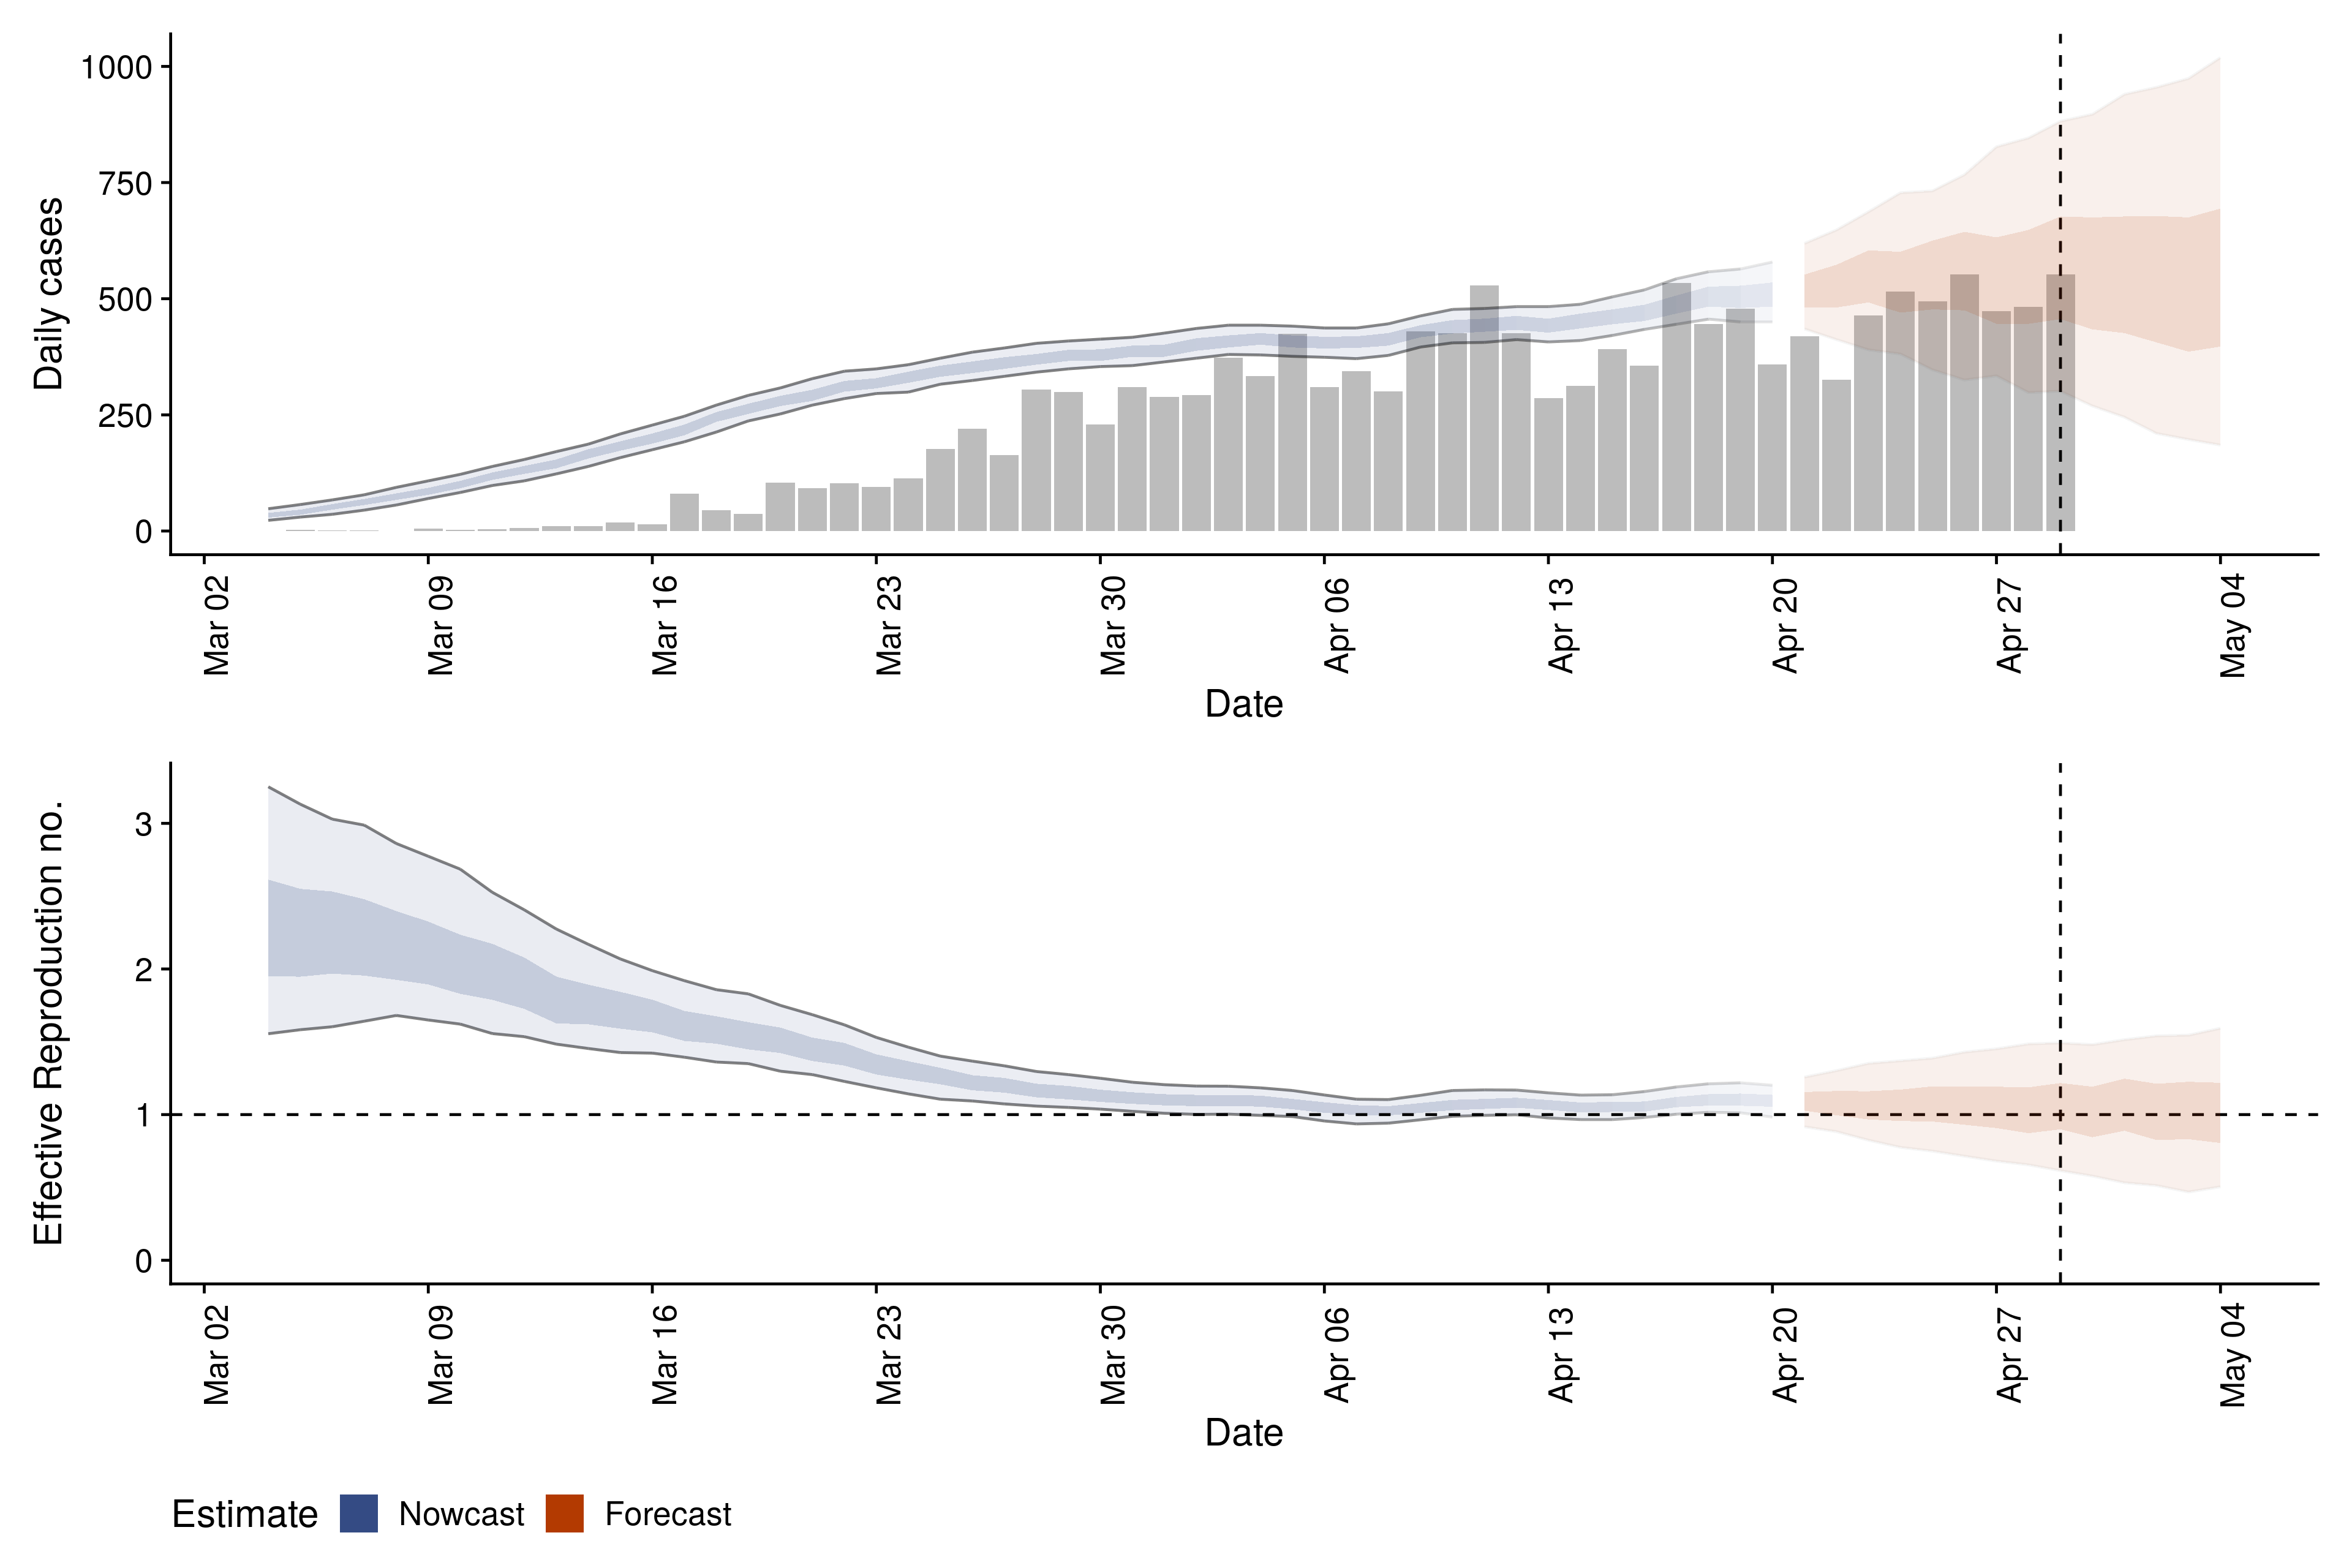 Daily cases
1000
750
500
250
0
Mar 02
Mar 09
Mar 16
Mar 23
Mar 30
Apr 06
Apr 13
Apr 20
Apr 27
May 04
Date
Effective Reproduction no.
3
2
1
0
Mar 02
Mar 09
Mar 16
Mar 23
Mar 30
Apr 06
Apr 13
Apr 20
Apr 27
May 04
Date
Estimate Nowcast Forecast